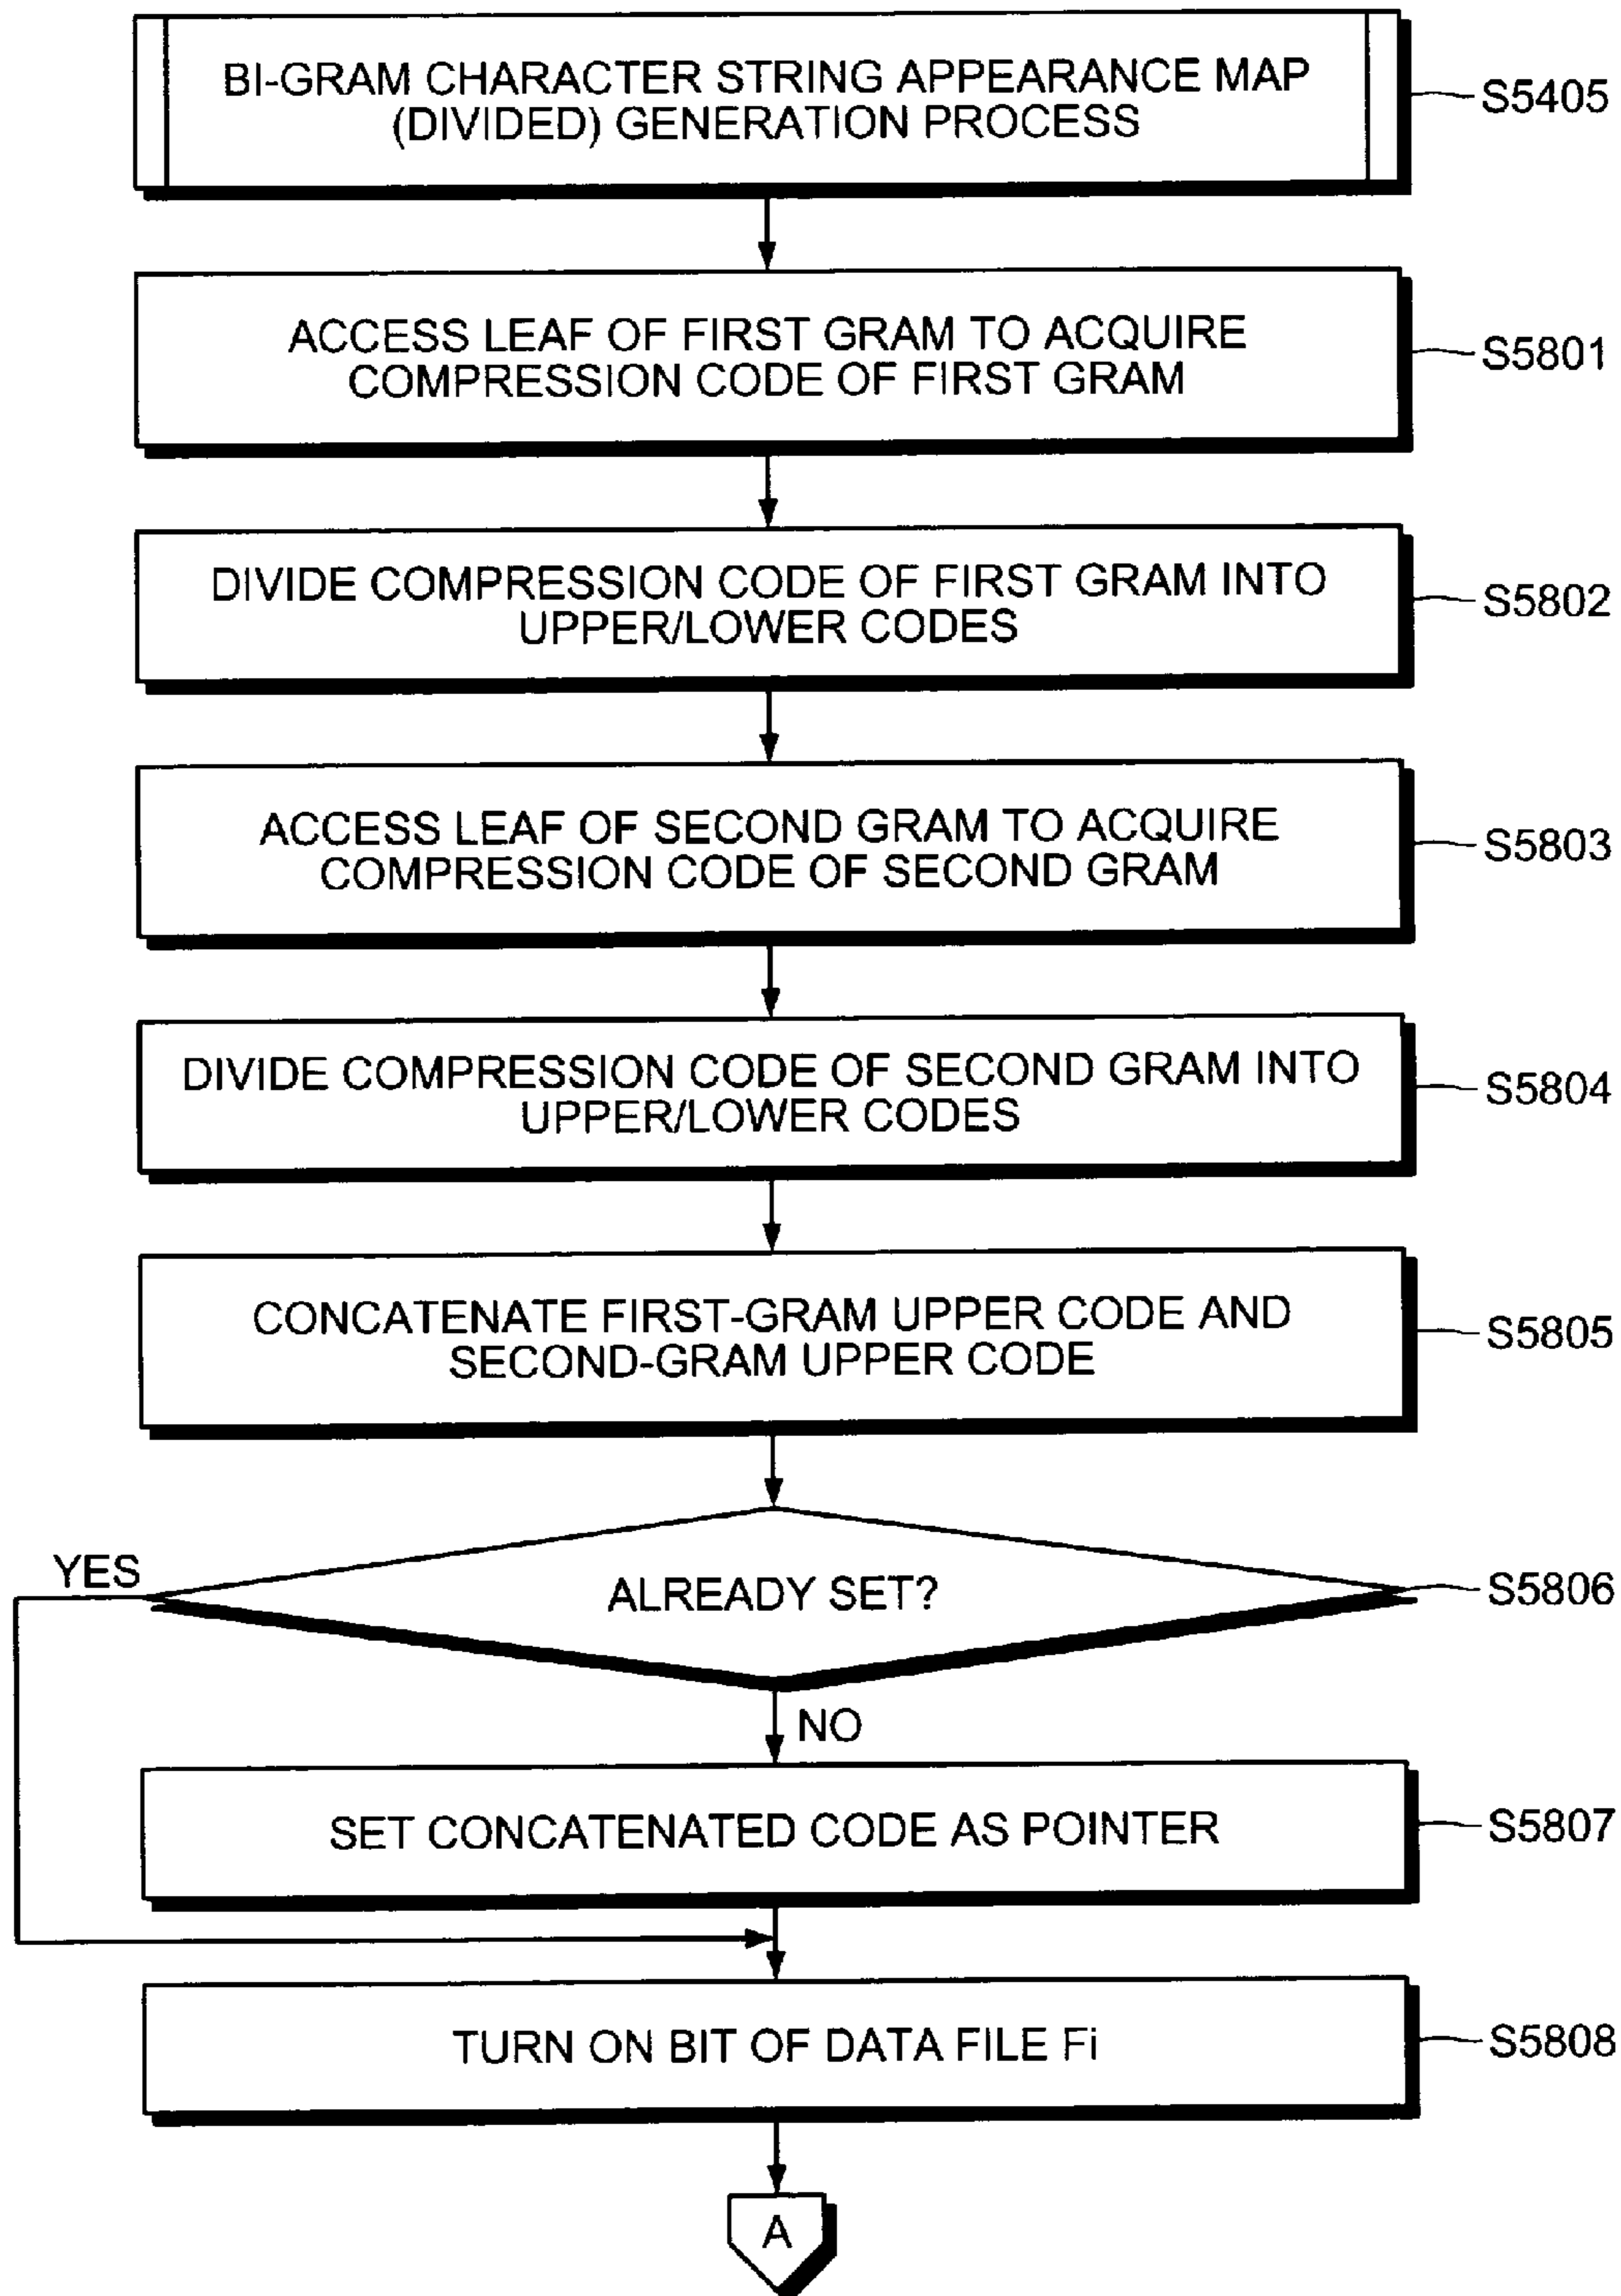 BI-GRAM CHARACTER STRING APPEARANCE MAP
(DIVIDED) GENERATION PROCESS
S5405
ACCESS LEAF OF FIRST GRAM TO ACQUIRE
COMPRESSION CODE OF FIRST GRAM
S5801
DIVIDE COMPRESSION CODE OF FIRST GRAM INTO
UPPER/LOWER CODES
S5802
ACCESS LEAF OF SECOND GRAM TO ACQUIRE
COMPRESSION CODE OF SECOND GRAM
S5803
DIVIDE COMPRESSION CODE OF SECOND GRAM INTO
UPPER/LOWER CODES
S5804
CONCATENATE FIRST-GRAM UPPER CODE AND
SECOND-GRAM UPPER CODE
S5805
YES
ALREADY SET?
S5806
NO
SET CONCATENATED CODE AS POINTER
S5807
TURN ON BIT OF DATA FILE Fi
S5808
A